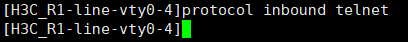 [H3C_R1-line-vty0-4]protocol inbound telnet
[H3C_R1-line-vty0-4]